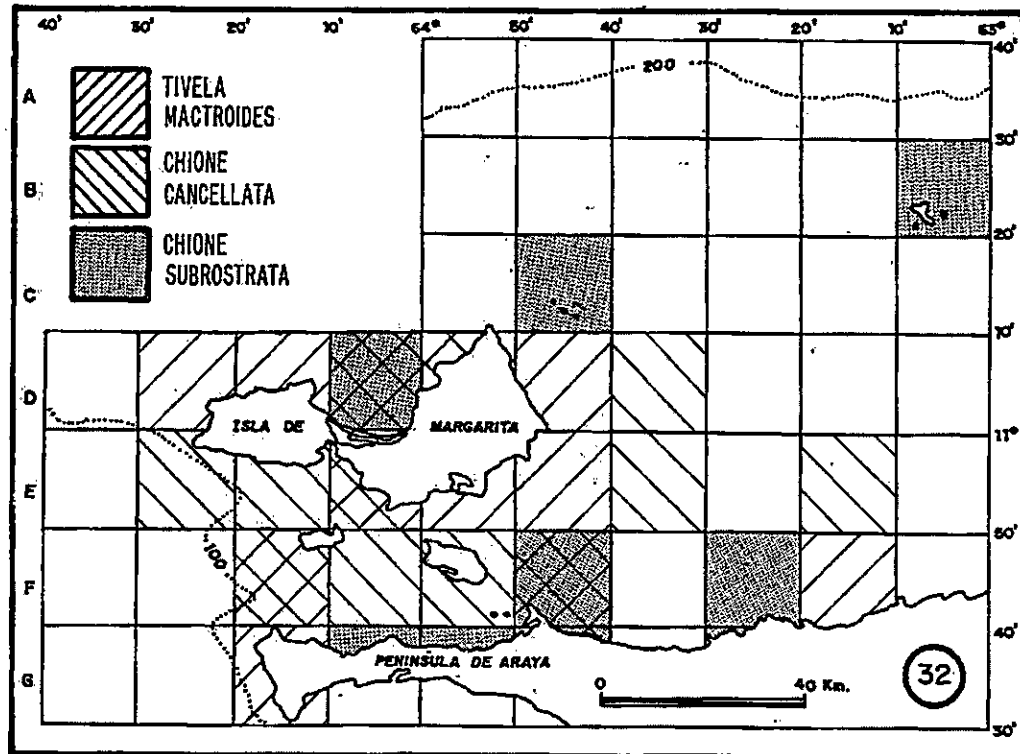 40' 30' 20' 10' 64° 50' 40' 30' 20' 10' 63°
40'
200
A
TIVELA
MACTROIDES
30'
B
CHIONE
CANCELLATA
20'
C
CHIONE
SUBROSTRATA
10'
D
ISLA DE MARGARITA
11°
E
50'
F
100
40'
G
PENINSULA DE ARAYA
0 40 Km.
32
30'